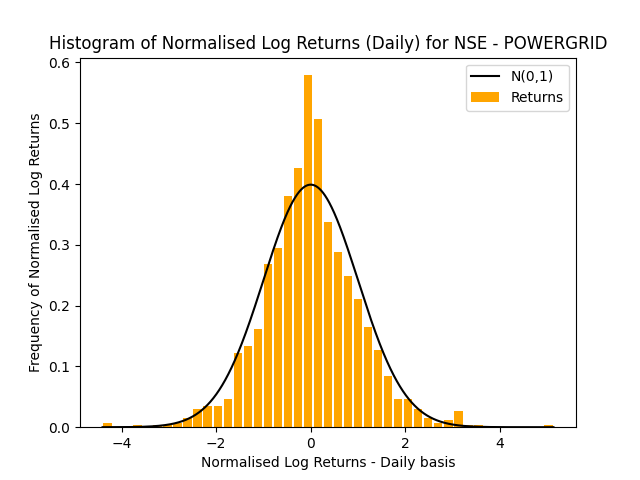 Histogram of Normalised Log Returns (Daily) for NSE - POWERGRID
N(0,1)
Returns
Frequency of Normalised Log Returns
0.6
0.5
0.4
0.3
0.2
0.1
0.0
−4
−2
0
2
4
Normalised Log Returns - Daily basis